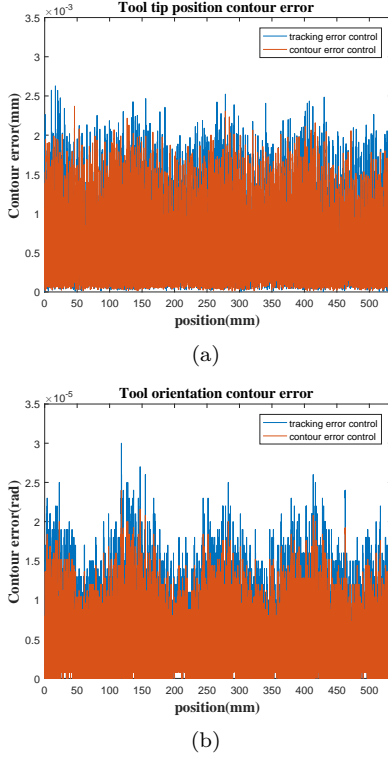 Tool tip position contour error
×10⁻³
3.5
3
2.5
2
1.5
1
0.5
0
Contour error(mm)
tracking error control
contour error control
0 50 100 150 200 250 300 350 400 450 500
position(mm)
(a)
Tool orientation contour error
×10⁻⁵
3.5
3
2.5
2
1.5
1
0.5
0
Contour error(rad)
tracking error control
contour error control
0 50 100 150 200 250 300 350 400 450 500
position(mm)
(b)